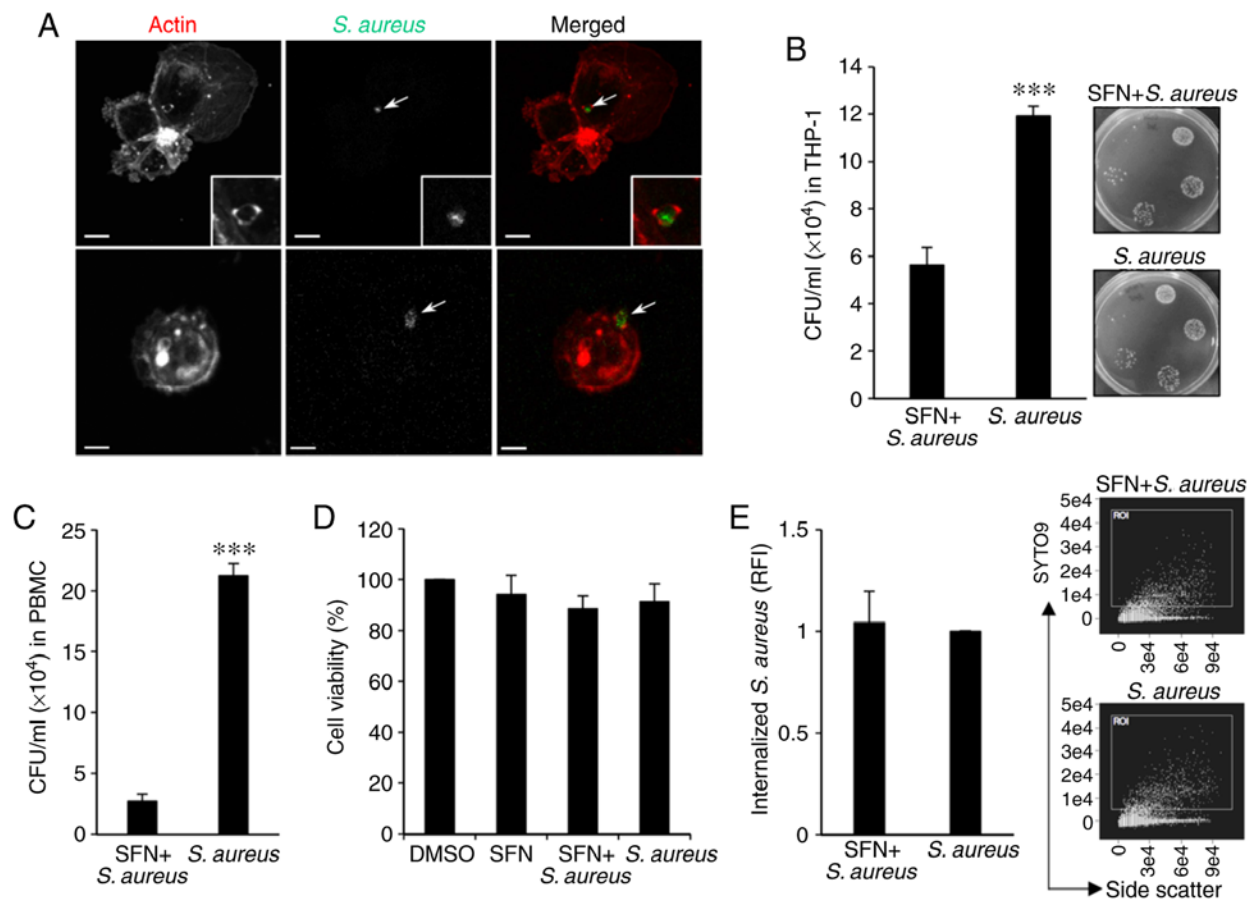 A
Actin
S. aureus
Merged
B
CFU/ml (×10⁴) in THP-1
14
12
10
8
6
4
2
0
***
SFN+
S. aureus
S. aureus
SFN+S. aureus
S. aureus
C
CFU/ml (×10⁴) in PBMC
25
20
15
10
5
0
***
SFN+
S. aureus
S. aureus
D
Cell viability (%)
120
100
80
60
40
20
0
DMSO
SFN
SFN+
S. aureus
S. aureus
E
Internalized S. aureus (RFI)
1.5
1
0.5
0
SFN+
S. aureus
S. aureus
SFN+S. aureus
SYTO9
5e4
4e4
3e4
2e4
1e4
0
ROI
0
3e4
6e4
9e4
S. aureus
5e4
4e4
3e4
2e4
1e4
0
ROI
0
3e4
6e4
9e4
Side scatter